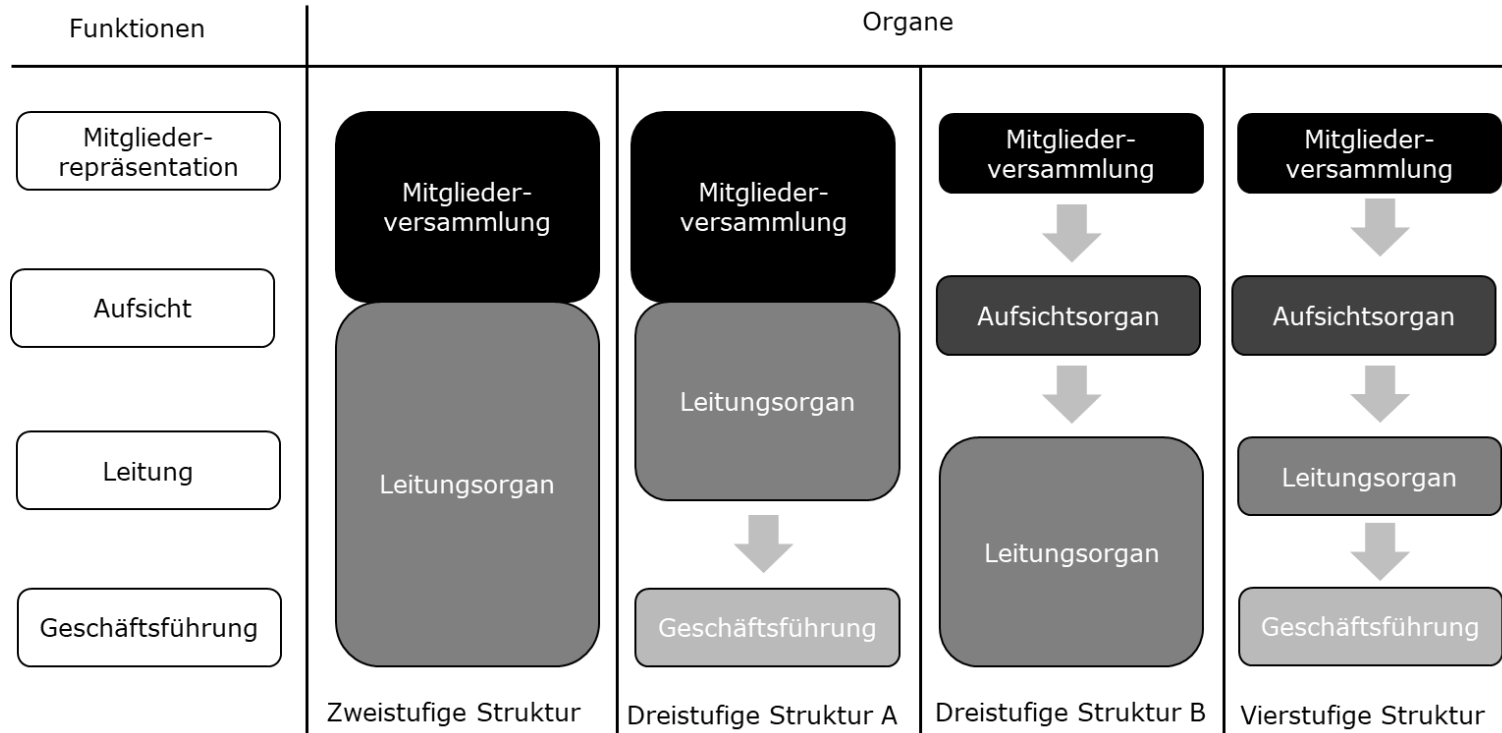 Funktionen
Organe
Mitglieder-
repräsentation
Aufsicht
Leitung
Geschäftsführung
Mitglieder-
versammlung
Leitungsorgan
Zweistufige Struktur
Mitglieder-
versammlung
Leitungsorgan
Geschäftsführung
Dreistufige Struktur A
Mitglieder-
versammlung
Aufsichtsorgan
Leitungsorgan
Dreistufige Struktur B
Mitglieder-
versammlung
Aufsichtsorgan
Leitungsorgan
Geschäftsführung
Vierstufige Struktur